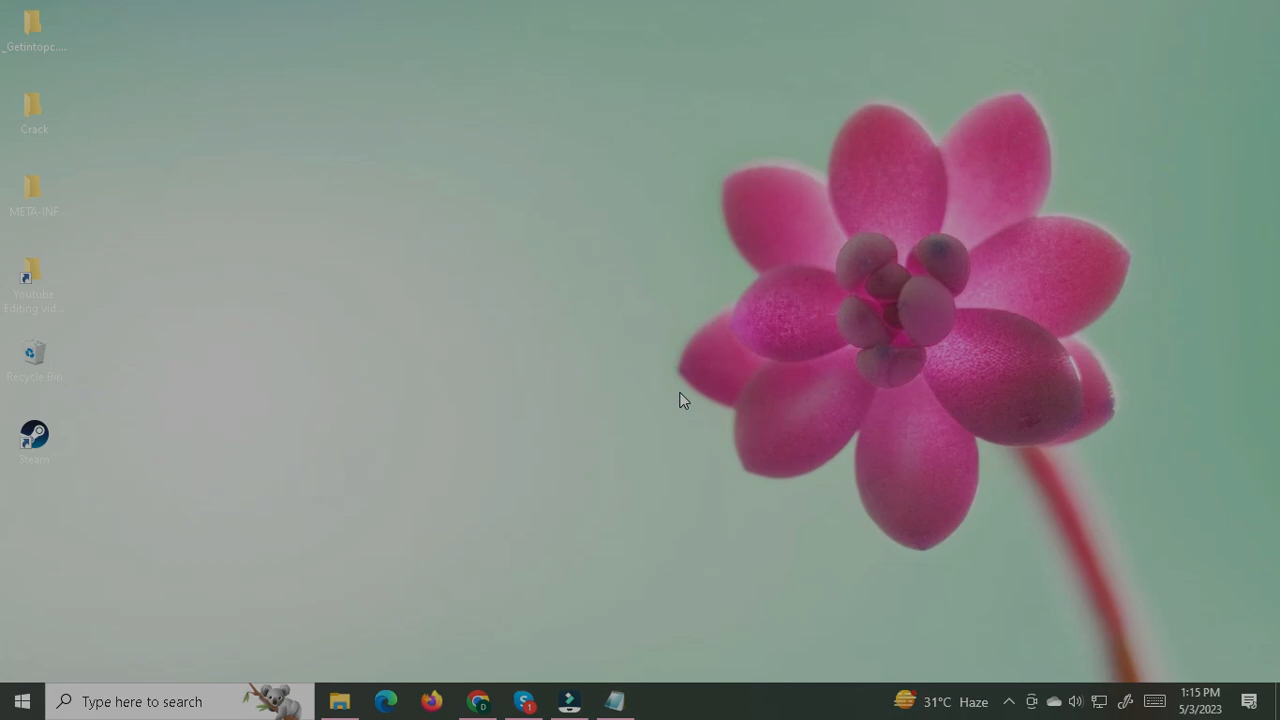 _Getintopc....
Crack
META-INF
Youtube
Editing vid...
Recycle Bin
Steam
Type here to search
D
1
31°C Haze
1:15 PM
5/3/2023